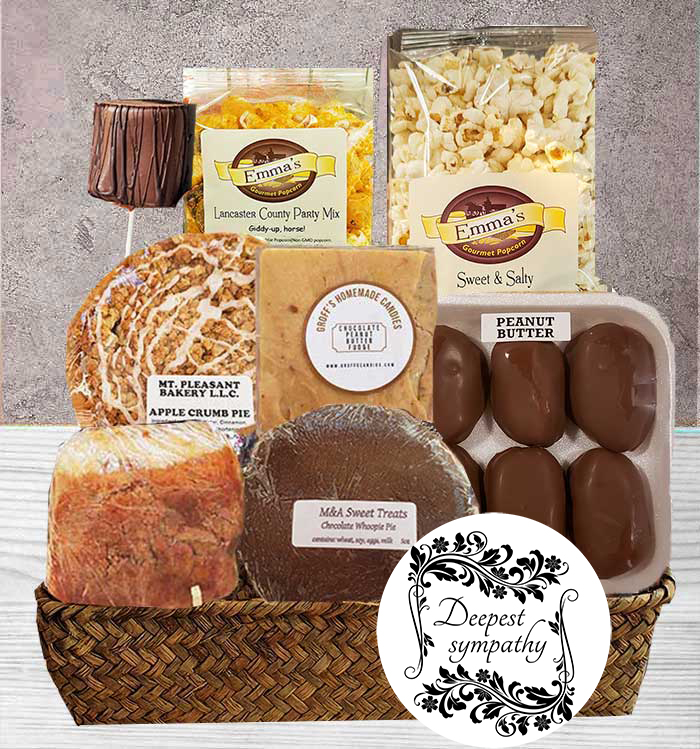 Emma's
Gourmet Popcorn
Lancaster County Party Mix
Giddy-up, horse!
Emma's
Gourmet Popcorn
Sweet & Salty
GROFF'S HOMEMADE CANDIES
CHOCOLATE
PEANUT
BUTTER
FUDGE
WWW.GROFFSCANDIES.COM
PEANUT
BUTTER
MT. PLEASANT
BAKERY L.L.C.
APPLE CRUMB PIE
M&A Sweet Treats
Chocolate Whoopie Pie
contains: wheat, soy, eggs, milk 5oz
Deepest
sympathy